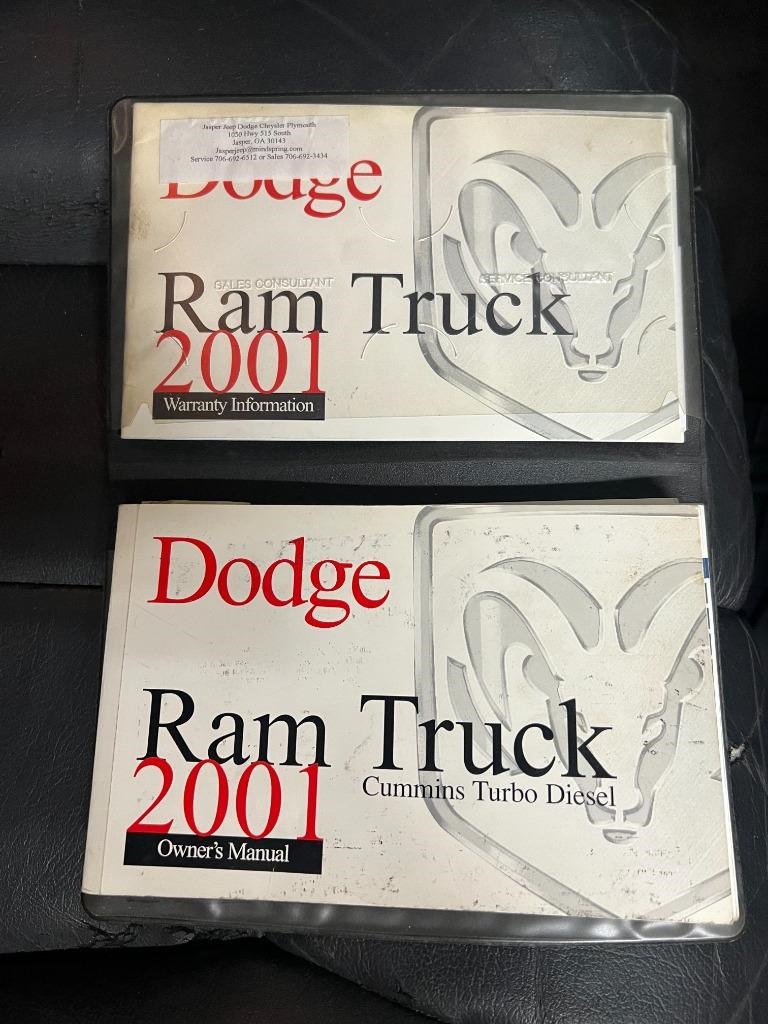 Jasper Jeep Dodge Chrysler Plymouth
1050 Hwy 515 South
Jasper, GA 30143
Jasperjeep@mindspring.com
Service 706-692-6512 or Sales 706-692-3434
Dodge
SALES CONSULTANT SERVICE CONSULTANT
Ram Truck
2001
Warranty Information
Dodge
Ram Truck
Cummins Turbo Diesel
2001
Owner's Manual